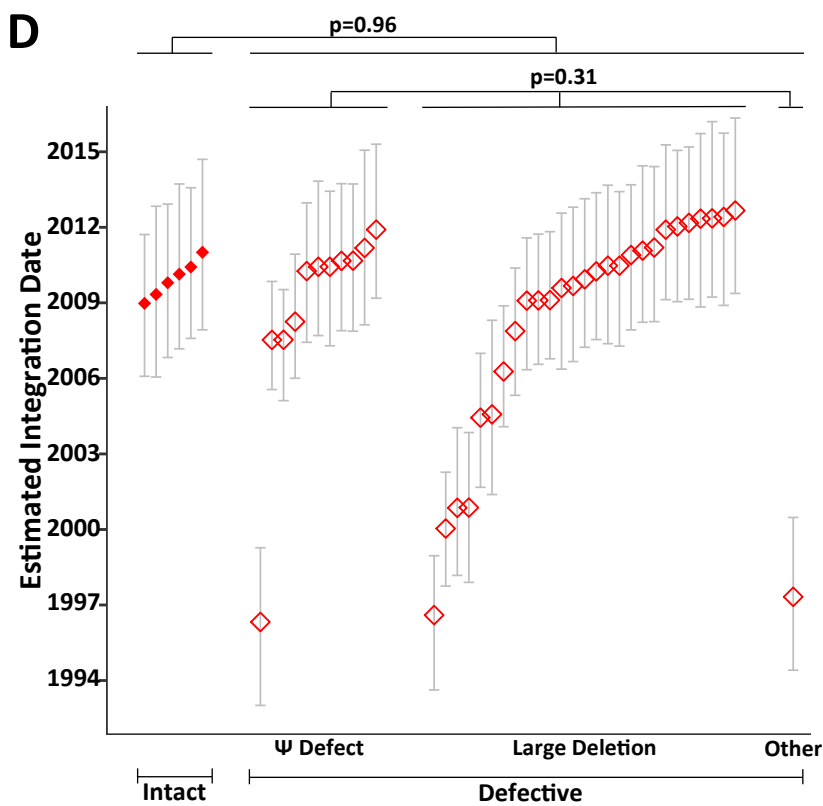 D
p=0.96
p=0.31
Estimated Integration Date
2015
2012
2009
2006
2003
2000
1997
1994
Ψ Defect Large Deletion Other
Intact Defective